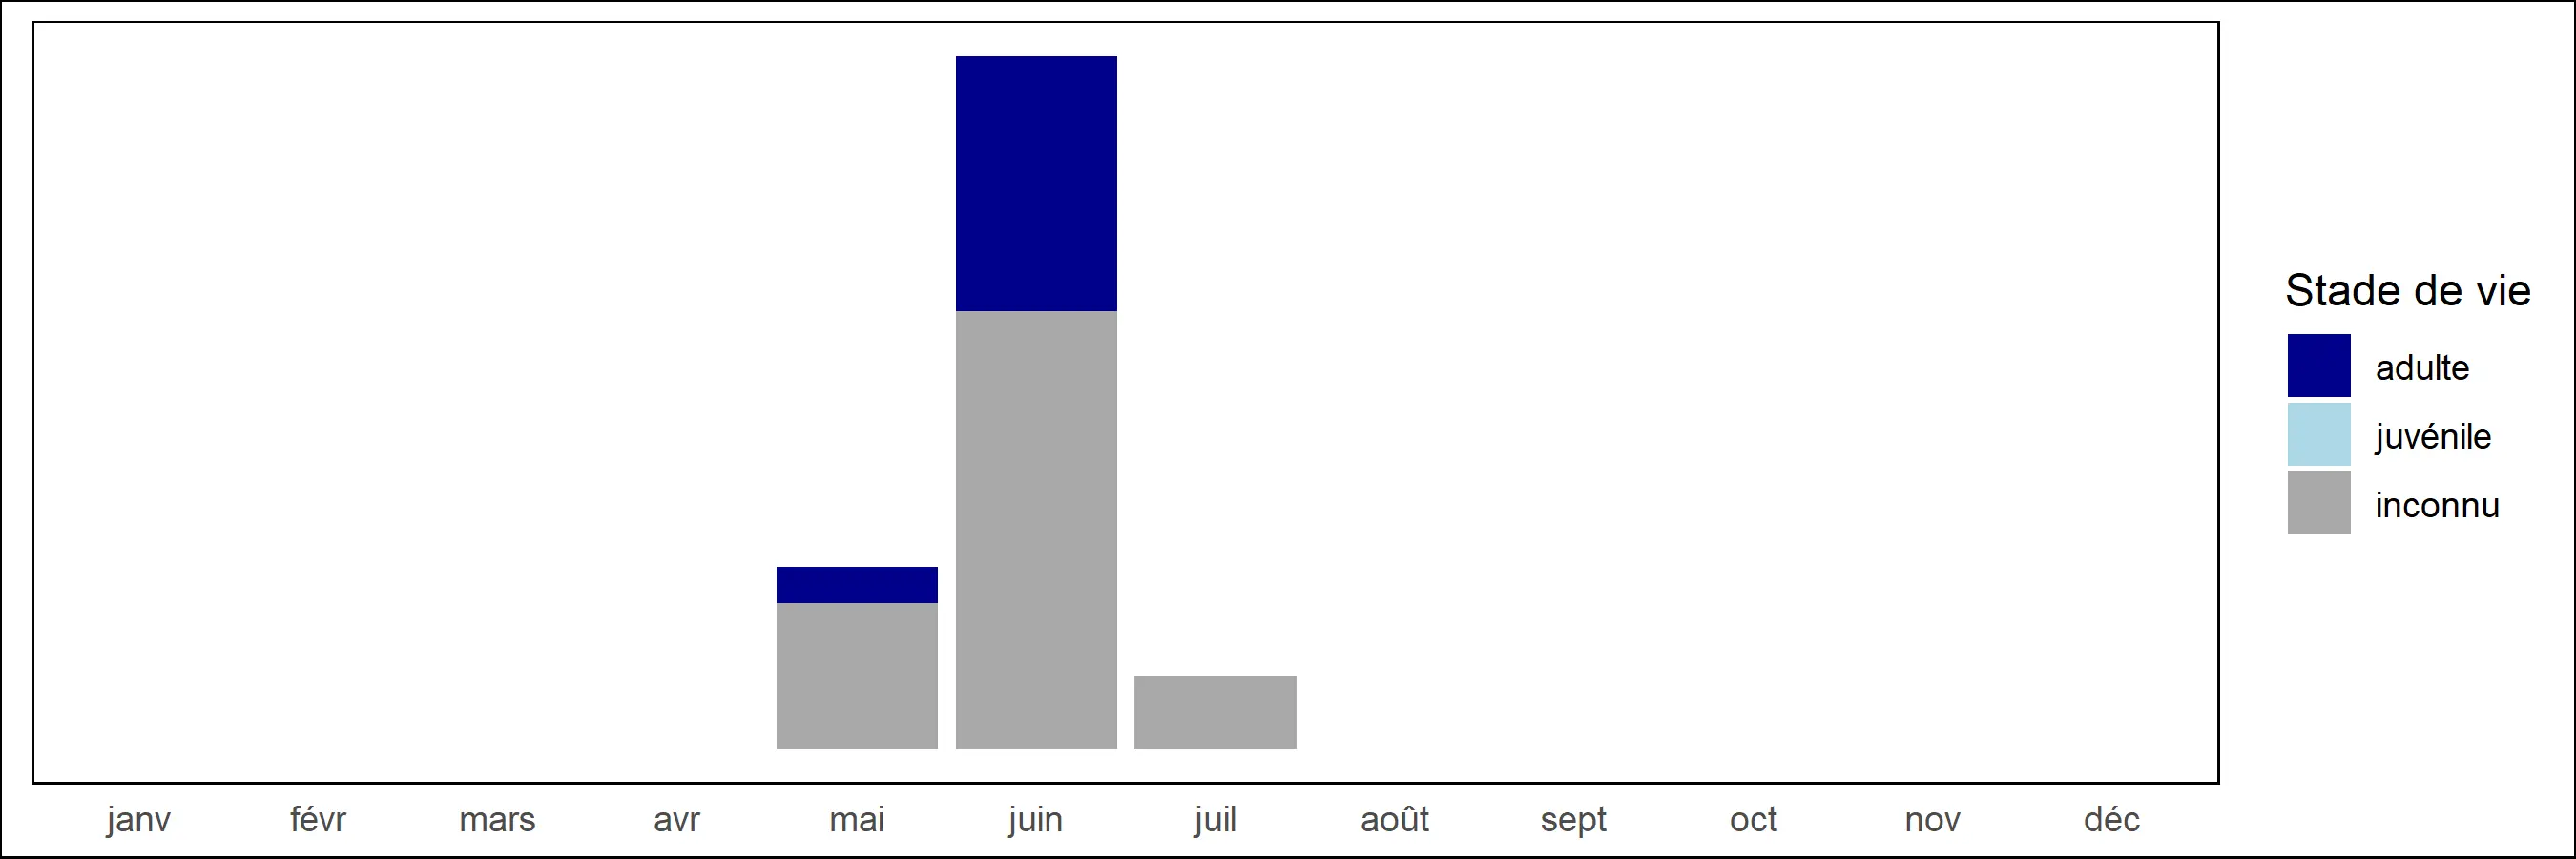 Stade de vie
adulte
juvénile
inconnu
janv févr mars avr mai juin juil août sept oct nov déc